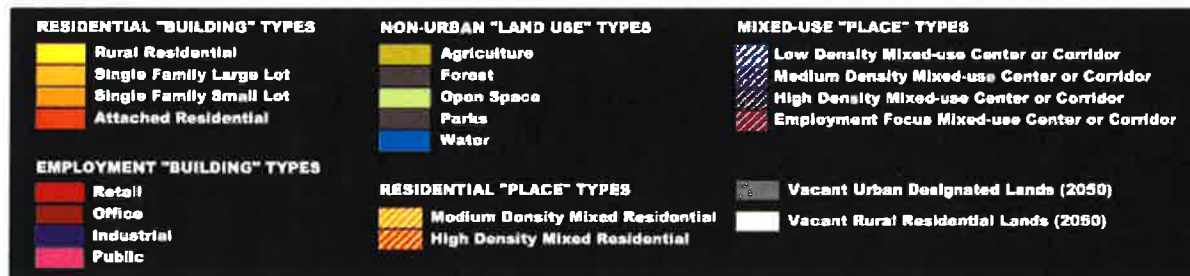 RESIDENTIAL "BUILDING" TYPES
Rural Residential
Single Family Large Lot
Single Family Small Lot
Attached Residential
EMPLOYMENT "BUILDING" TYPES
Retail
Office
Industrial
Public
NON-URBAN "LAND USE" TYPES
Agriculture
Forest
Open Space
Parks
Water
RESIDENTIAL "PLACE" TYPES
Medium Density Mixed Residential
High Density Mixed Residential
MIXED-USE "PLACE" TYPES
Low Density Mixed-use Center or Corridor
Medium Density Mixed-use Center or Corridor
High Density Mixed-use Center or Corridor
Employment Focus Mixed-use Center or Corridor
Vacant Urban Designated Lands (2050)
Vacant Rural Residential Lands (2050)